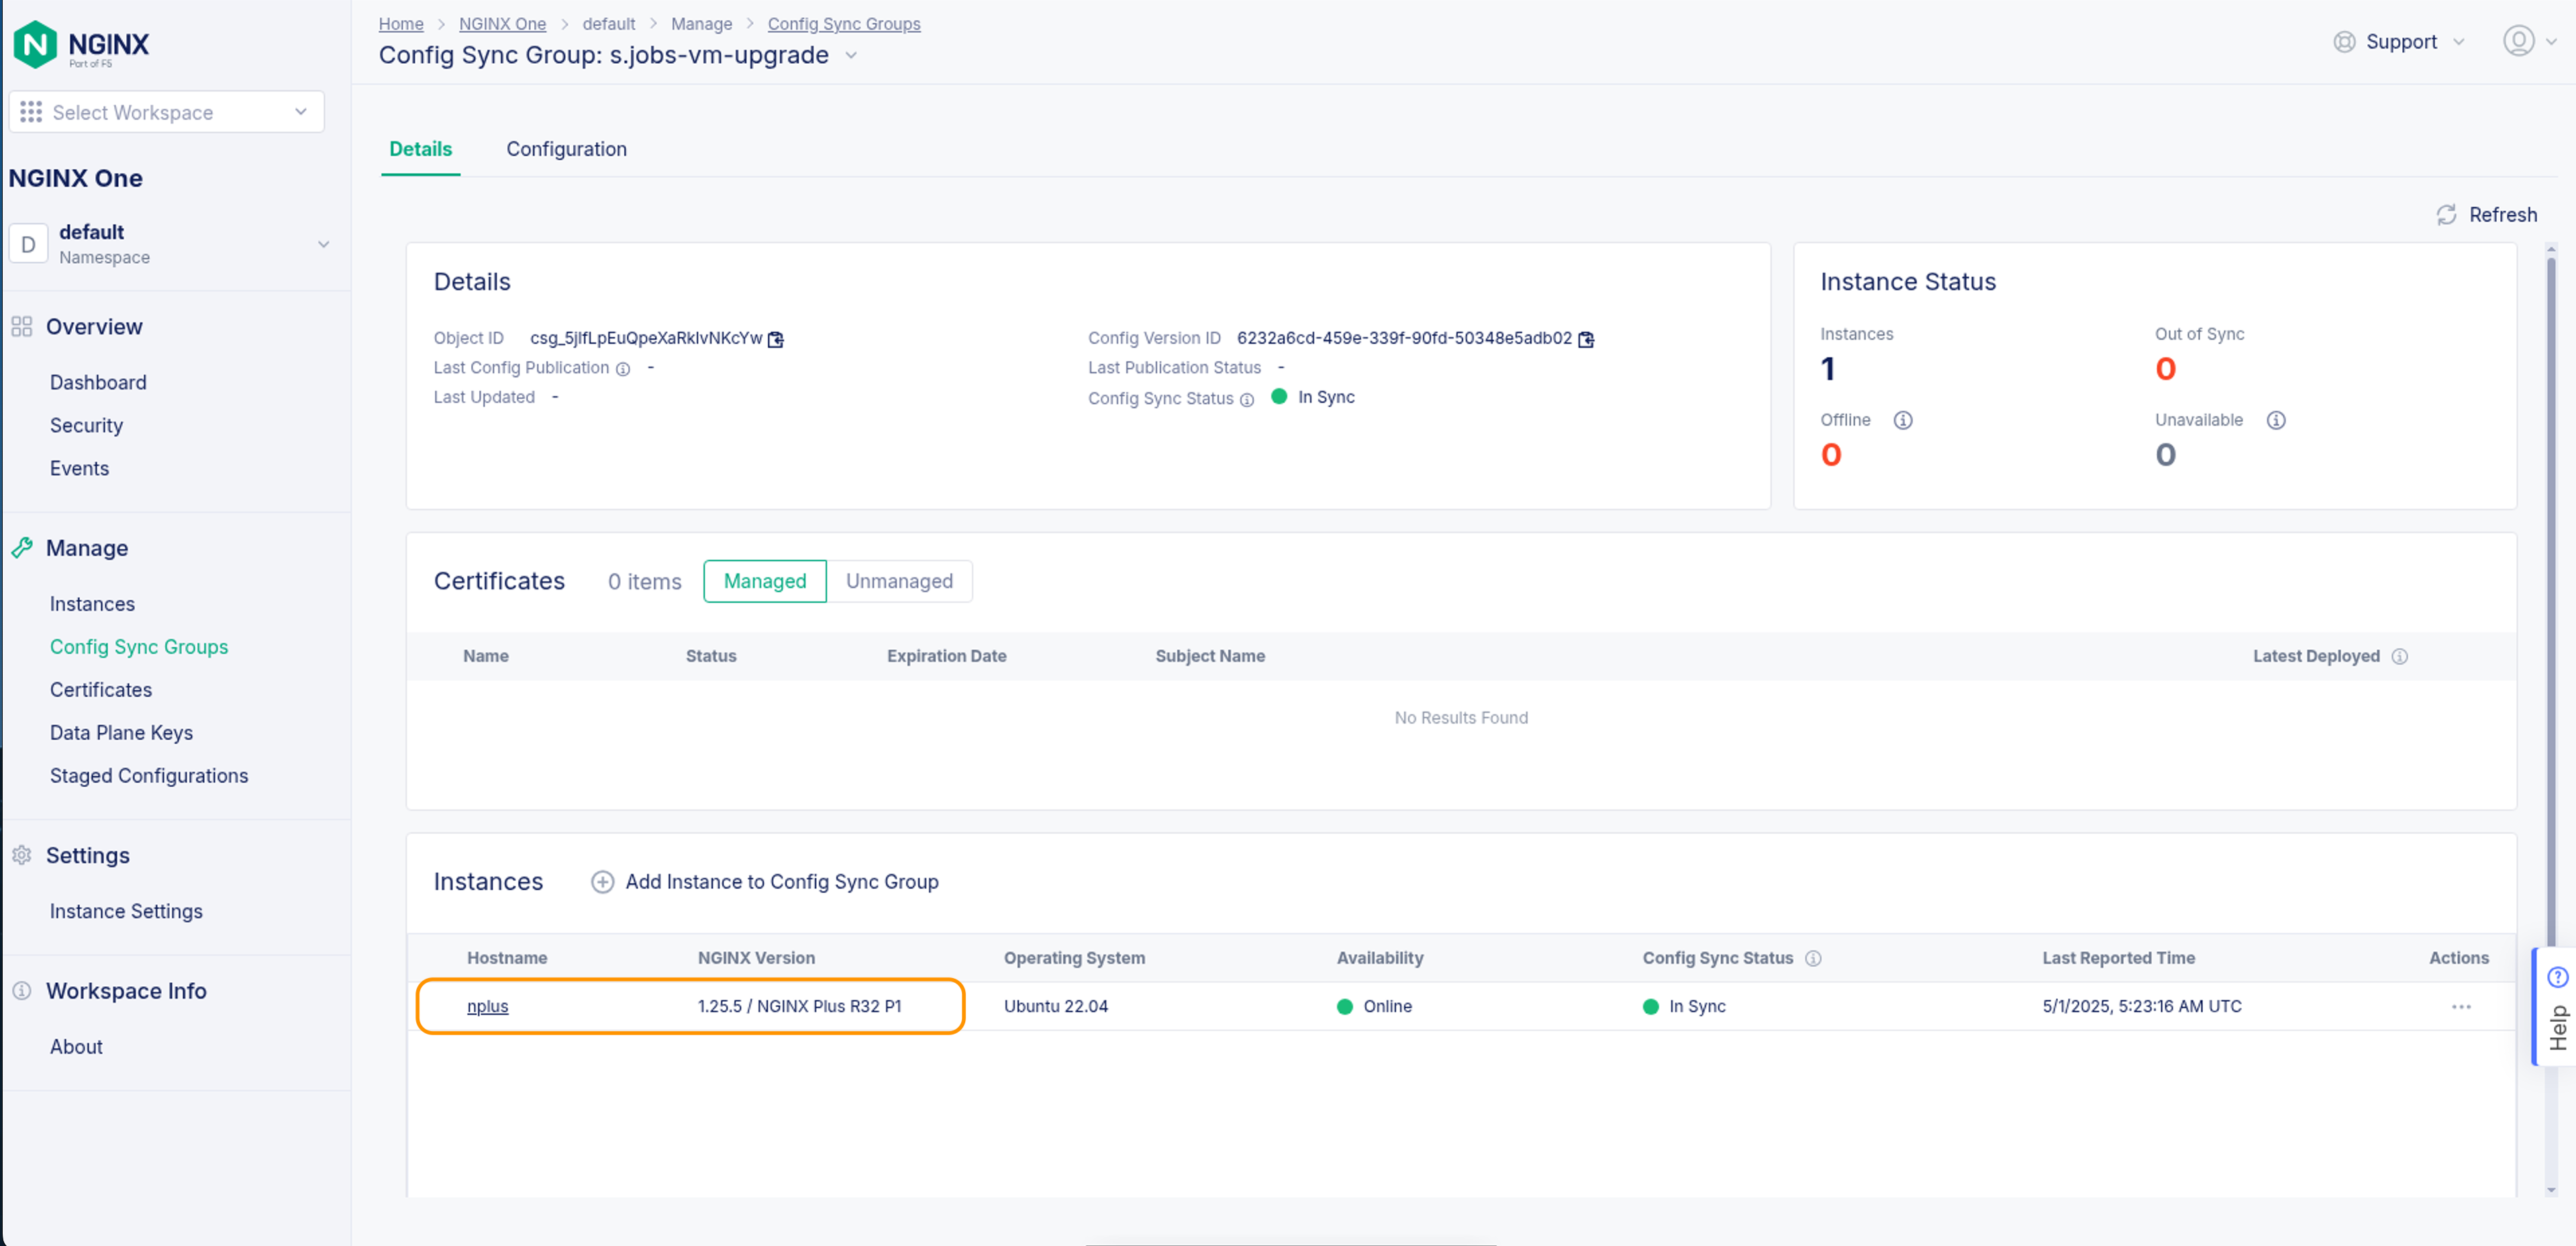 NGINX
Part of F5
Select Workspace
NGINX One
D
default
Namespace
Overview
Dashboard
Security
Events
Manage
Instances
Config Sync Groups
Certificates
Data Plane Keys
Staged Configurations
Settings
Instance Settings
Workspace Info
About
Home > NGINX One > default > Manage > Config Sync Groups
Config Sync Group: s.jobs-vm-upgrade
Support
Details Configuration
Refresh
Details
Object ID csg_5jIfLpEuQpeXaRklvNKcYw
Last Config Publication -
Last Updated -
Config Version ID 6232a6cd-459e-339f-90fd-50348e5adb02
Last Publication Status -
Config Sync Status In Sync
Instance Status
Instances Out of Sync
1 0
Offline Unavailable
0 0
Certificates 0 items Managed Unmanaged
Name Status Expiration Date Subject Name Latest Deployed
No Results Found
Instances Add Instance to Config Sync Group
Hostname NGINX Version Operating System Availability Config Sync Status Last Reported Time Actions
nplus 1.25.5 / NGINX Plus R32 P1 Ubuntu 22.04 Online In Sync 5/1/2025, 5:23:16 AM UTC
Help